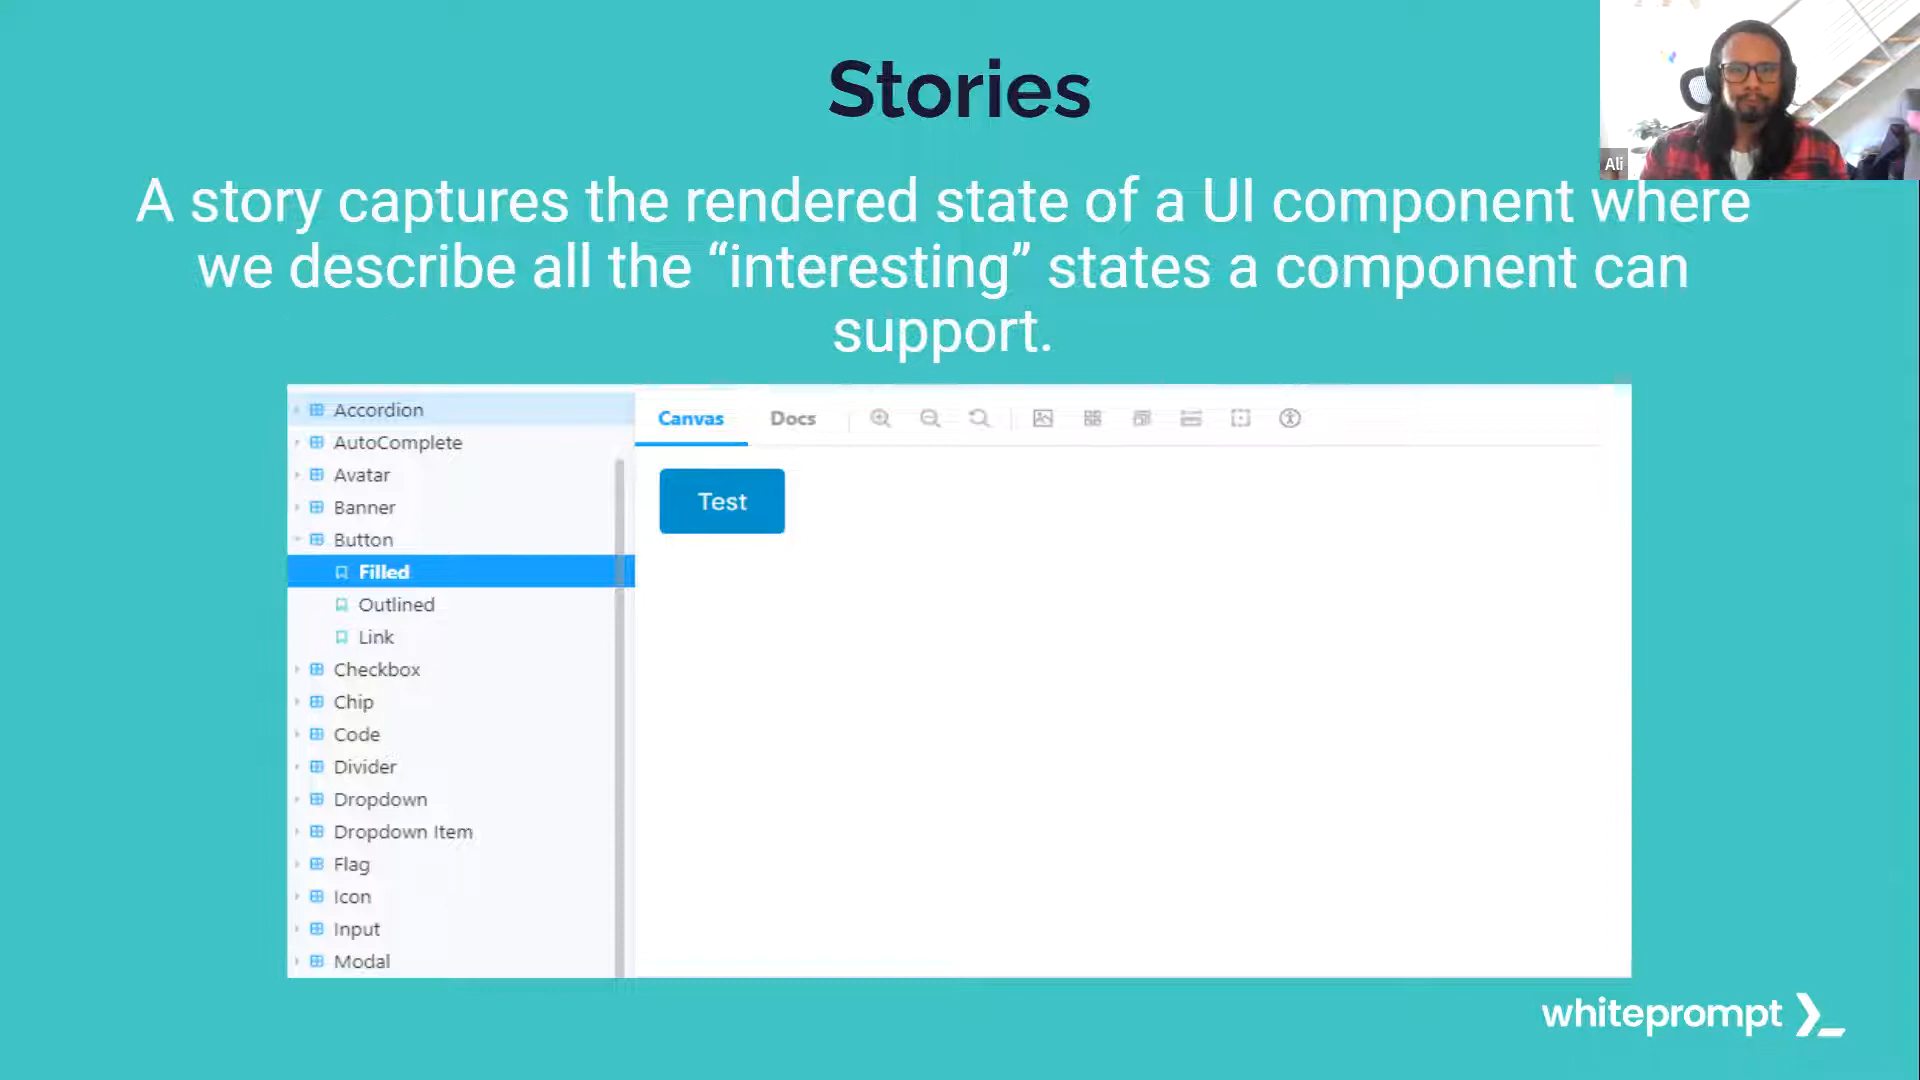 Stories
Ali
A story captures the rendered state of a UI component where
we describe all the “interesting” states a component can
support.
Accordion
AutoComplete
Avatar
Banner
Button
Filled
Outlined
Link
Checkbox
Chip
Code
Divider
Dropdown
Dropdown Item
Flag
Icon
Input
Modal
Canvas Docs
Test
whiteprompt